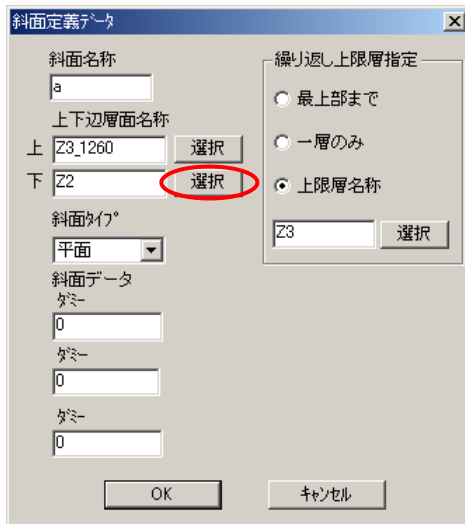 斜面定義ﾃﾞｰﾀ
斜面名称
a
上下辺層面名称
上 Z3_1260 選択
下 Z2 選択
斜面ﾀｲﾌﾟ
平面
斜面データ
ﾀﾞﾐｰ
0
ﾀﾞﾐｰ
0
ﾀﾞﾐｰ
0
繰り返し上限層指定
最上部まで
一層のみ
上限層名称
Z3 選択
OK キャンセル